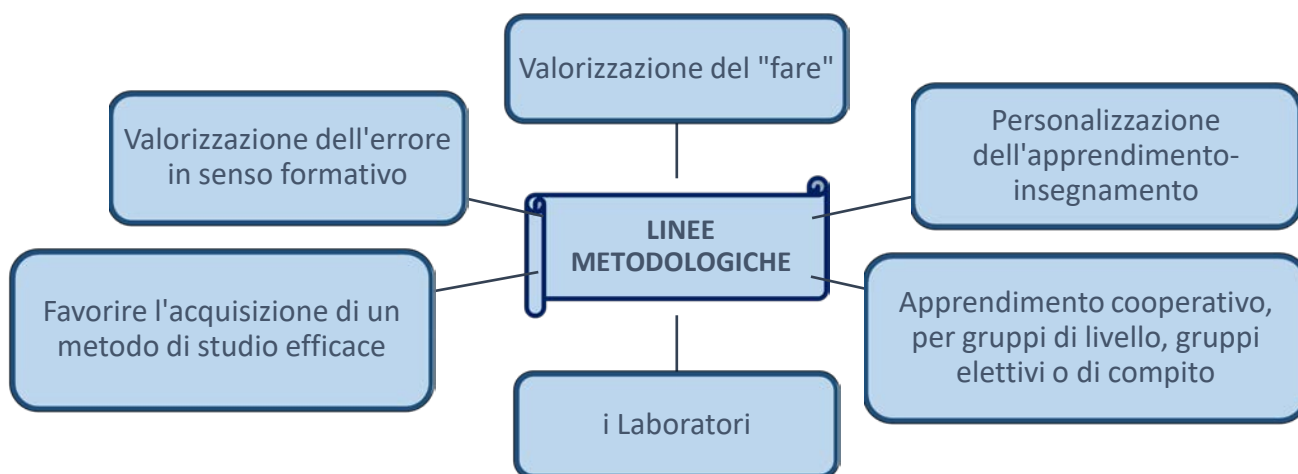 Valorizzazione del "fare"
Valorizzazione dell'errore
in senso formativo
Personalizzazione
dell'apprendimento-
insegnamento
LINEE
METODOLOGICHE
Favorire l'acquisizione di un
metodo di studio efficace
Apprendimento cooperativo,
per gruppi di livello, gruppi
elettivi o di compito
i Laboratori